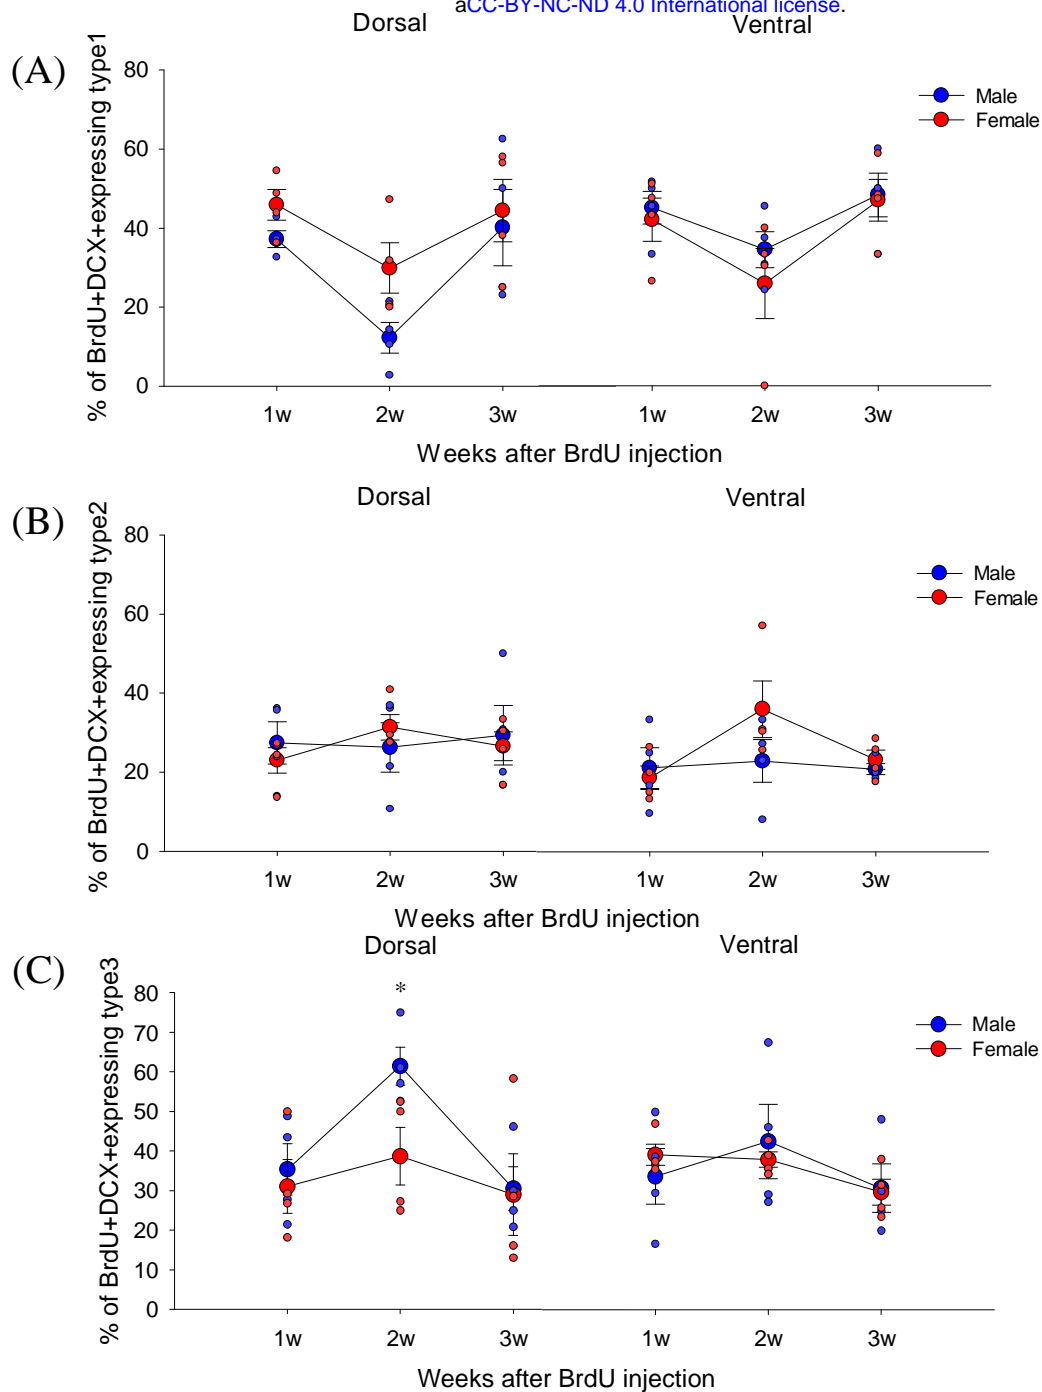 aCC-BY-NC-ND 4.0 International license.
Dorsal Ventral
(A)
% of BrdU+DCX+expressing type1
80
60
40
20
0
Male
Female
1w 2w 3w 1w 2w 3w
Weeks after BrdU injection
Dorsal Ventral
(B)
% of BrdU+DCX+expressing type2
80
60
40
20
0
Male
Female
1w 2w 3w 1w 2w 3w
Weeks after BrdU injection
Dorsal Ventral
(C)
% of BrdU+DCX+expressing type3
80
70
60
50
40
30
20
10
0
*
Male
Female
1w 2w 3w 1w 2w 3w
Weeks after BrdU injection